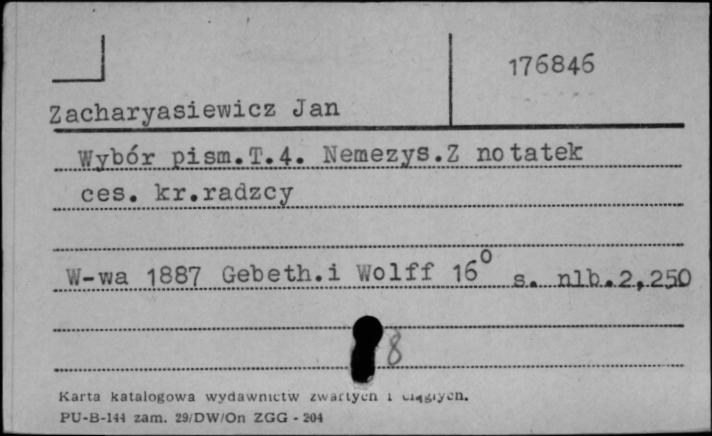 176846
Zacharyasiewicz Jan
Wybór pism.T.4. Nemezys.Z notatek
ces. kr.radzcy
W-wa 1887 Gebeth.i Wolff 16⁰ s. nlb.2,250
8
Karta katalogowa wydawnictw zwartych i ciągłych.
PU-B-144 zam. 29/DW/On ZGG - 204